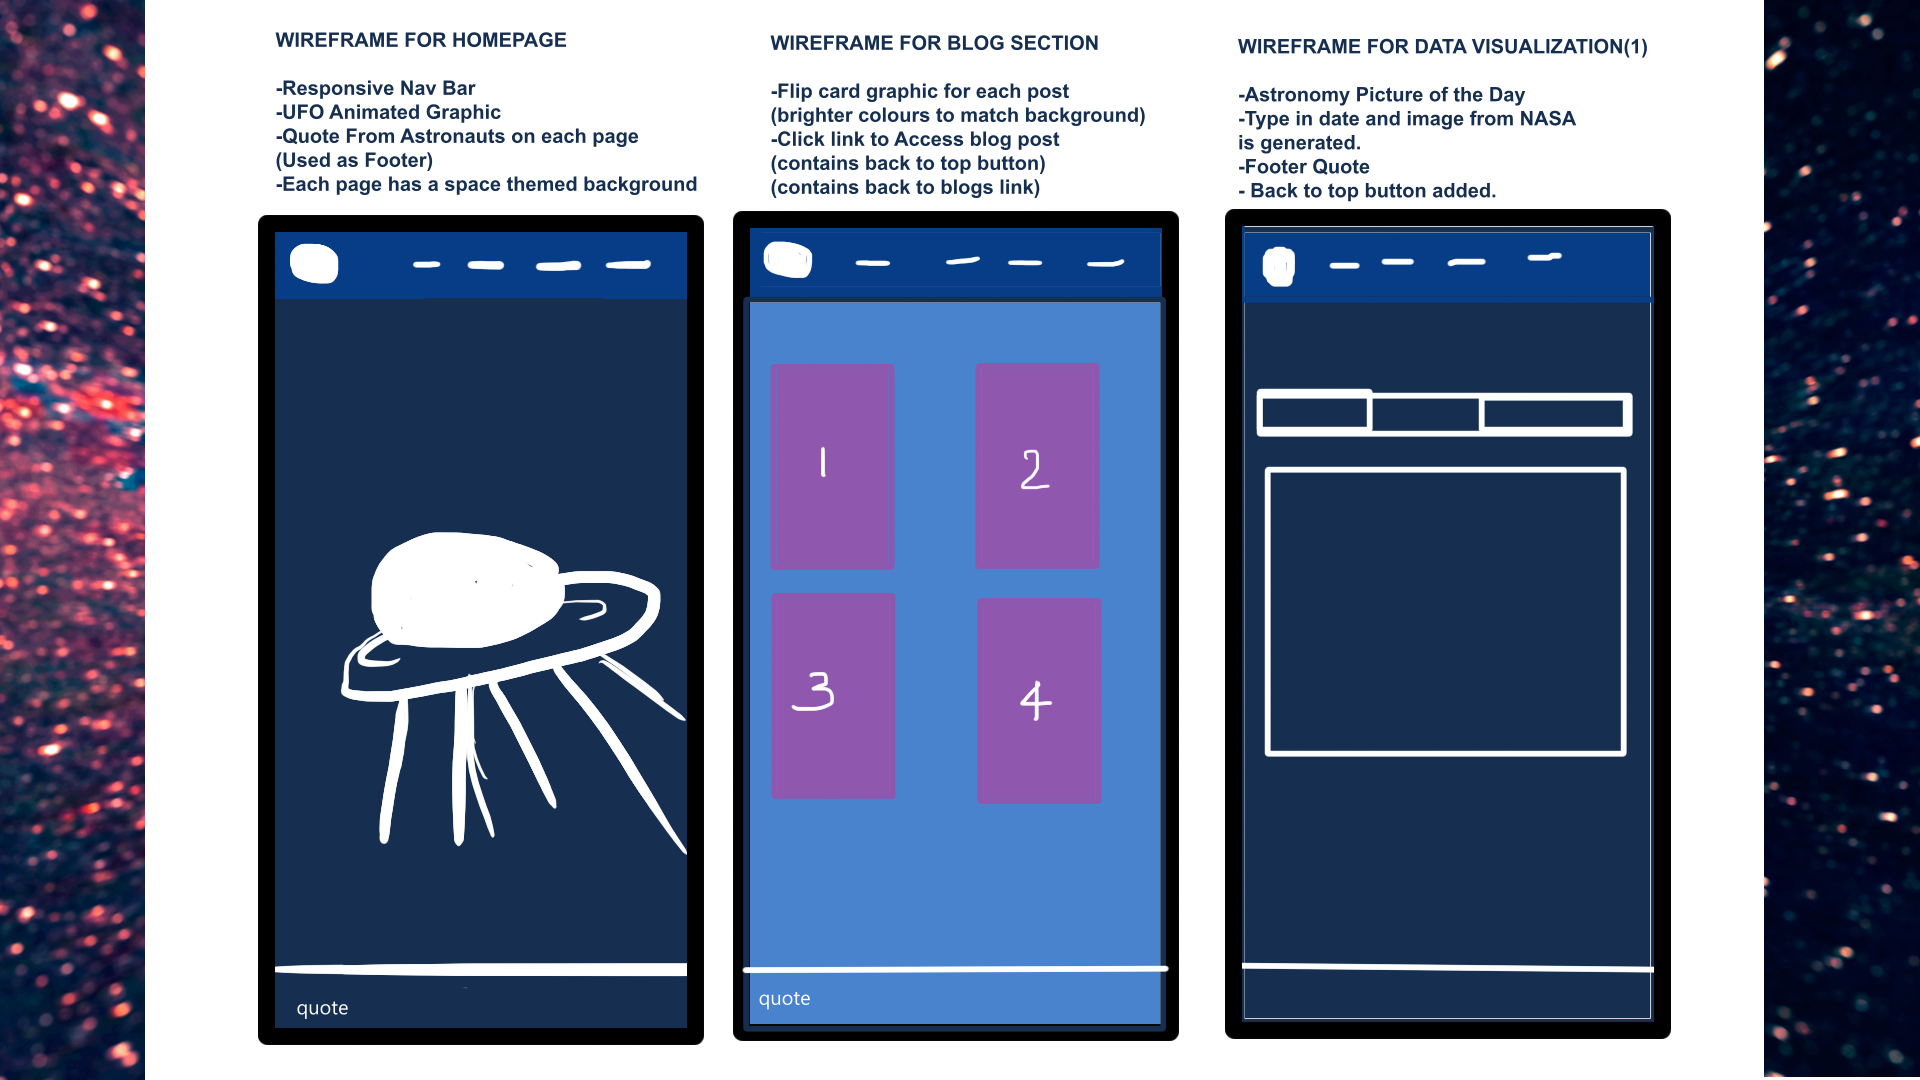 WIREFRAME FOR HOMEPAGE
-Responsive Nav Bar
-UFO Animated Graphic
-Quote From Astronauts on each page
(Used as Footer)
-Each page has a space themed background
quote
WIREFRAME FOR BLOG SECTION
-Flip card graphic for each post
(brighter colours to match background)
-Click link to Access blog post
(contains back to top button)
(contains back to blogs link)
1
2
3
4
quote
WIREFRAME FOR DATA VISUALIZATION(1)
-Astronomy Picture of the Day
-Type in date and image from NASA
is generated.
-Footer Quote
- Back to top button added.